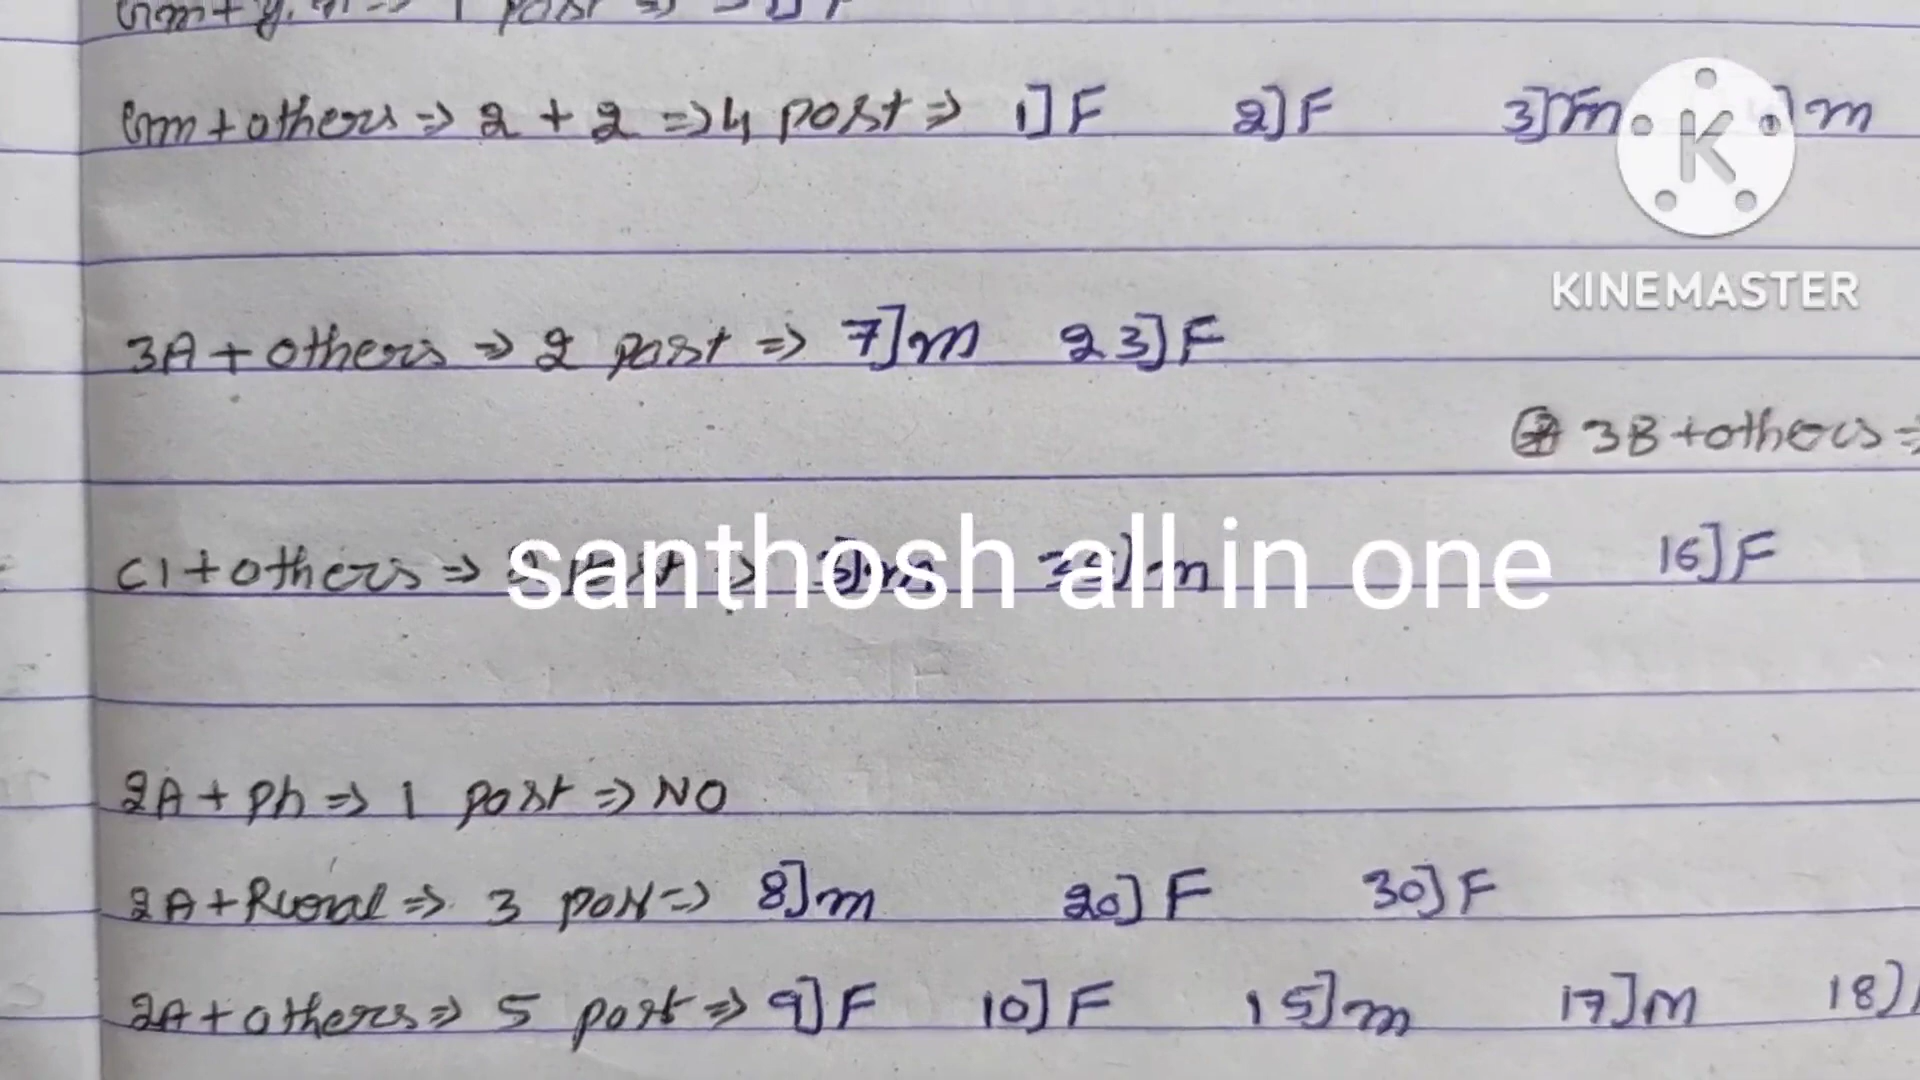 Gm + others => 2 + 2 => 4 post => 1] F 2] F 3] m 4] m
KINEMASTER
3A + others => 2 post => 7] m 23] F
3B + others =>
C1 + others => post => m m 16] F
santhosh all in one
2A + Ph => 1 post => NO
2A + Rural => 3 post => 8] m 20] F 30] F
2A + others => 5 post => 9] F 10] F 15] m 17] m 18]